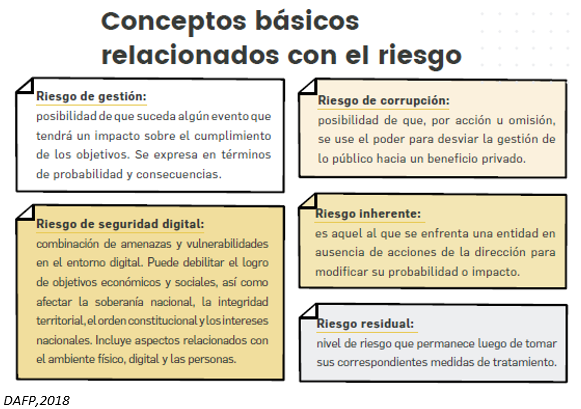 Conceptos básicos
relacionados con el riesgo
Riesgo de gestión:
posibilidad de que suceda algún evento que
tendrá un impacto sobre el cumplimiento
de los objetivos. Se expresa en términos
de probabilidad y consecuencias.
Riesgo de corrupción:
posibilidad de que, por acción u omisión,
se use el poder para desviar la gestión de
lo público hacia un beneficio privado.
Riesgo de seguridad digital:
combinación de amenazas y vulnerabilidades
en el entorno digital. Puede debilitar el logro
de objetivos económicos y sociales, así como
afectar la soberanía nacional, la integridad
territorial, el orden constitucional y los intereses
nacionales. Incluye aspectos relacionados con
el ambiente físico, digital y las personas.
Riesgo inherente:
es aquel al que se enfrenta una entidad en
ausencia de acciones de la dirección para
modificar su probabilidad o impacto.
Riesgo residual:
nivel de riesgo que permanece luego de tomar
sus correspondientes medidas de tratamiento.
DAFP,2018